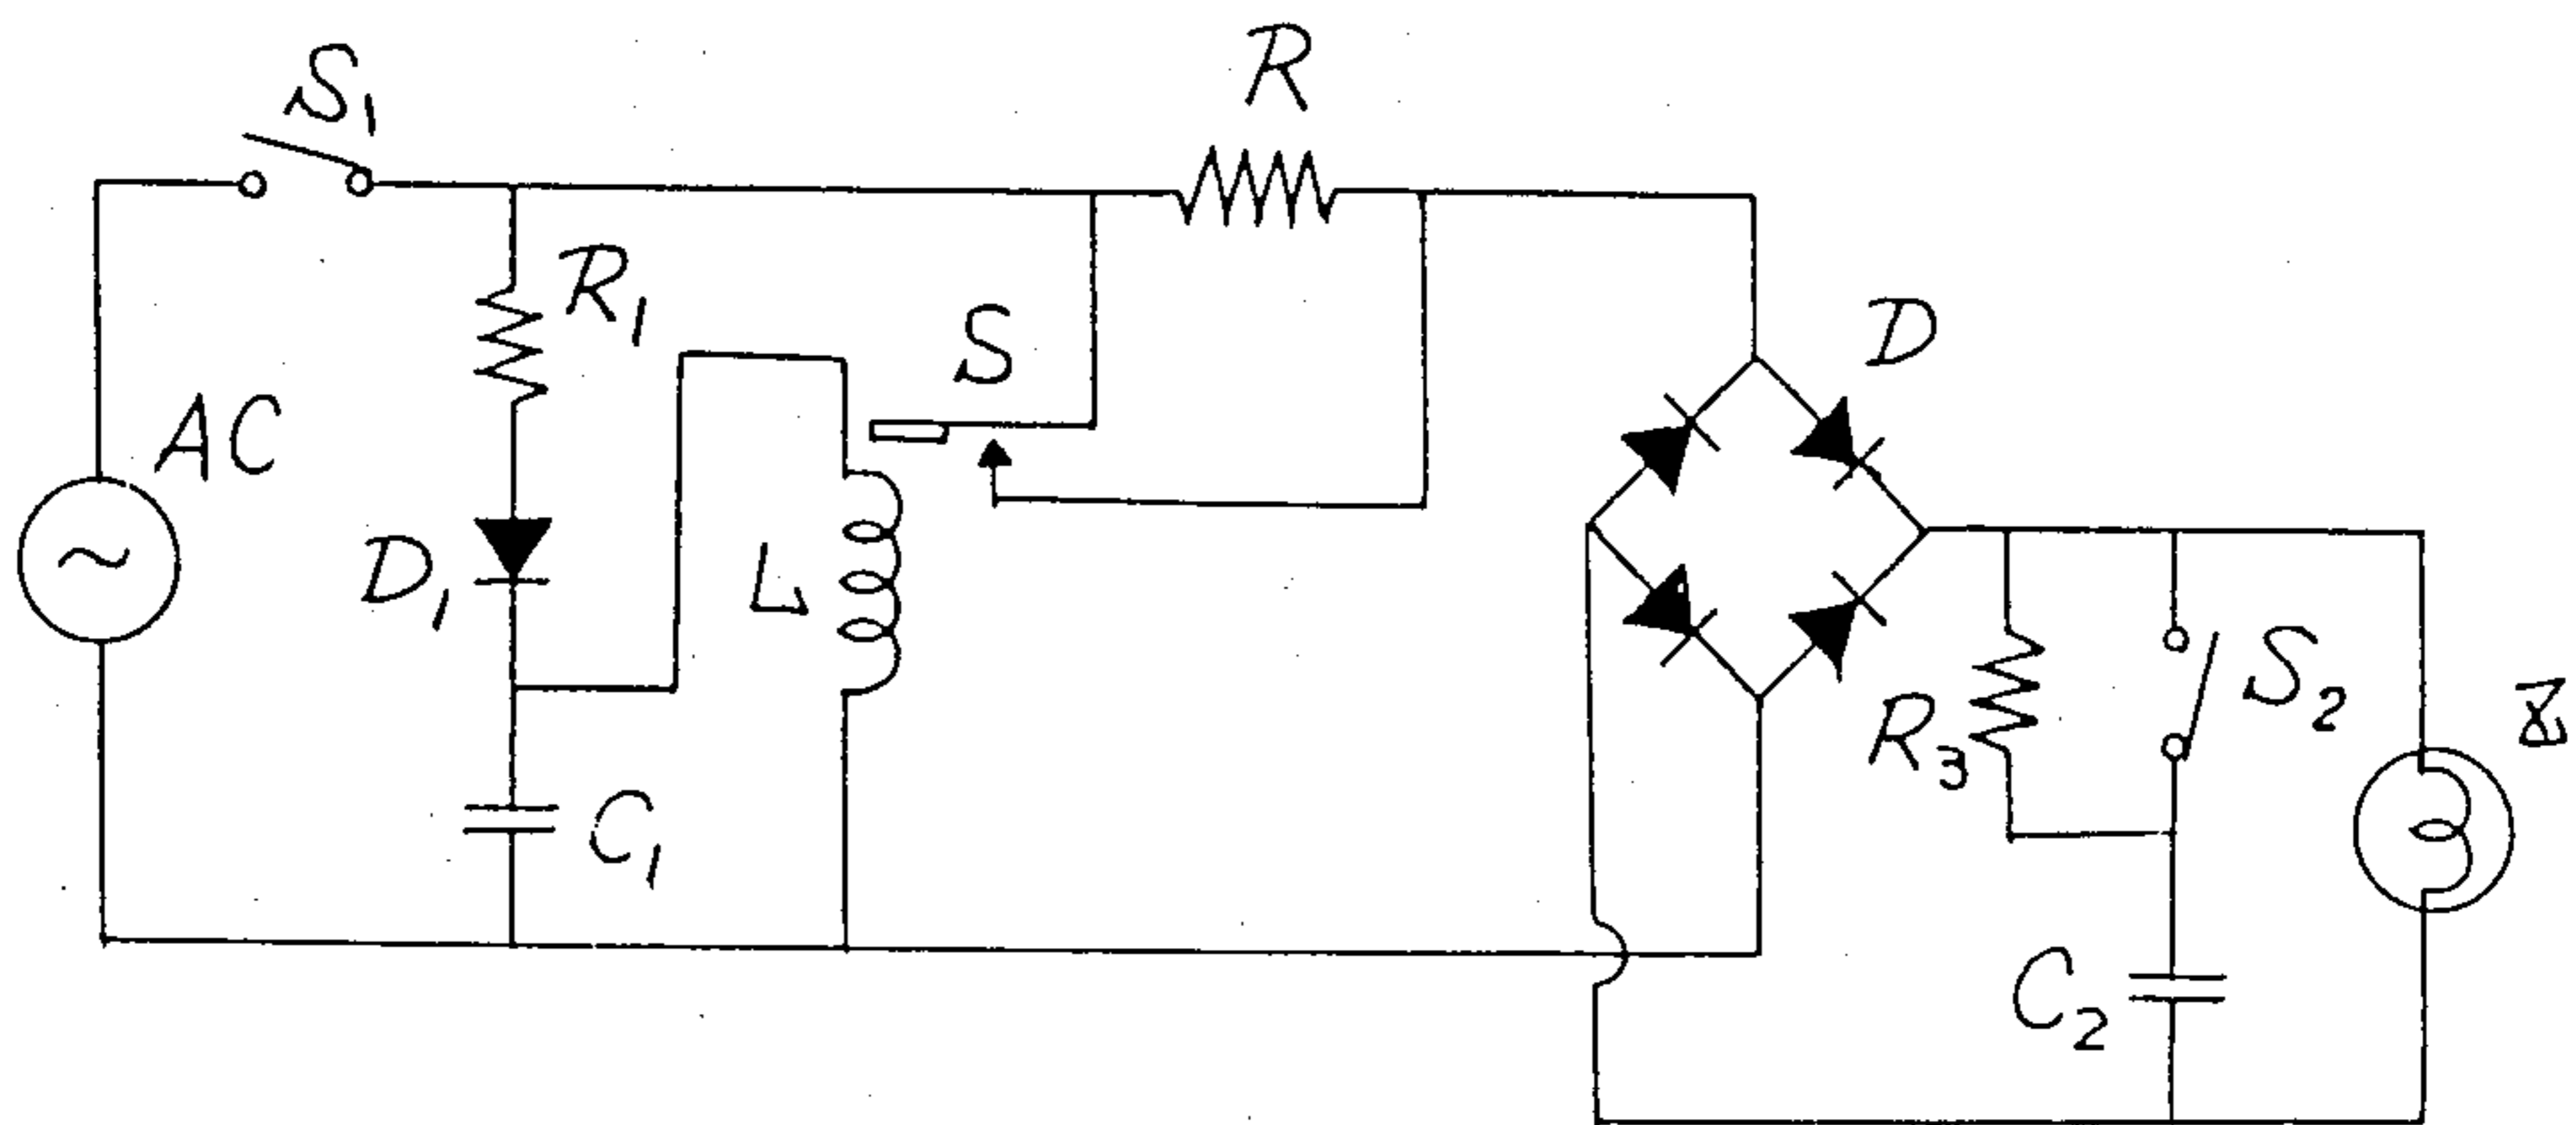 S₁
R
R₁
S
D
AC
D₁
L
S₂
R₃
C₁
C₂